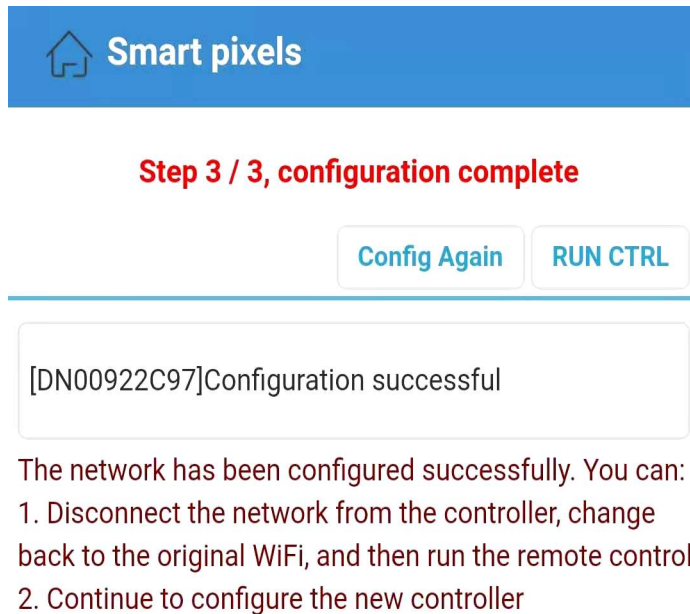 Smart pixels
Step 3 / 3, configuration complete
Config Again
RUN CTRL
[DN00922C97]Configuration successful
The network has been configured successfully. You can:
1. Disconnect the network from the controller, change
back to the original WiFi, and then run the remote control
2. Continue to configure the new controller